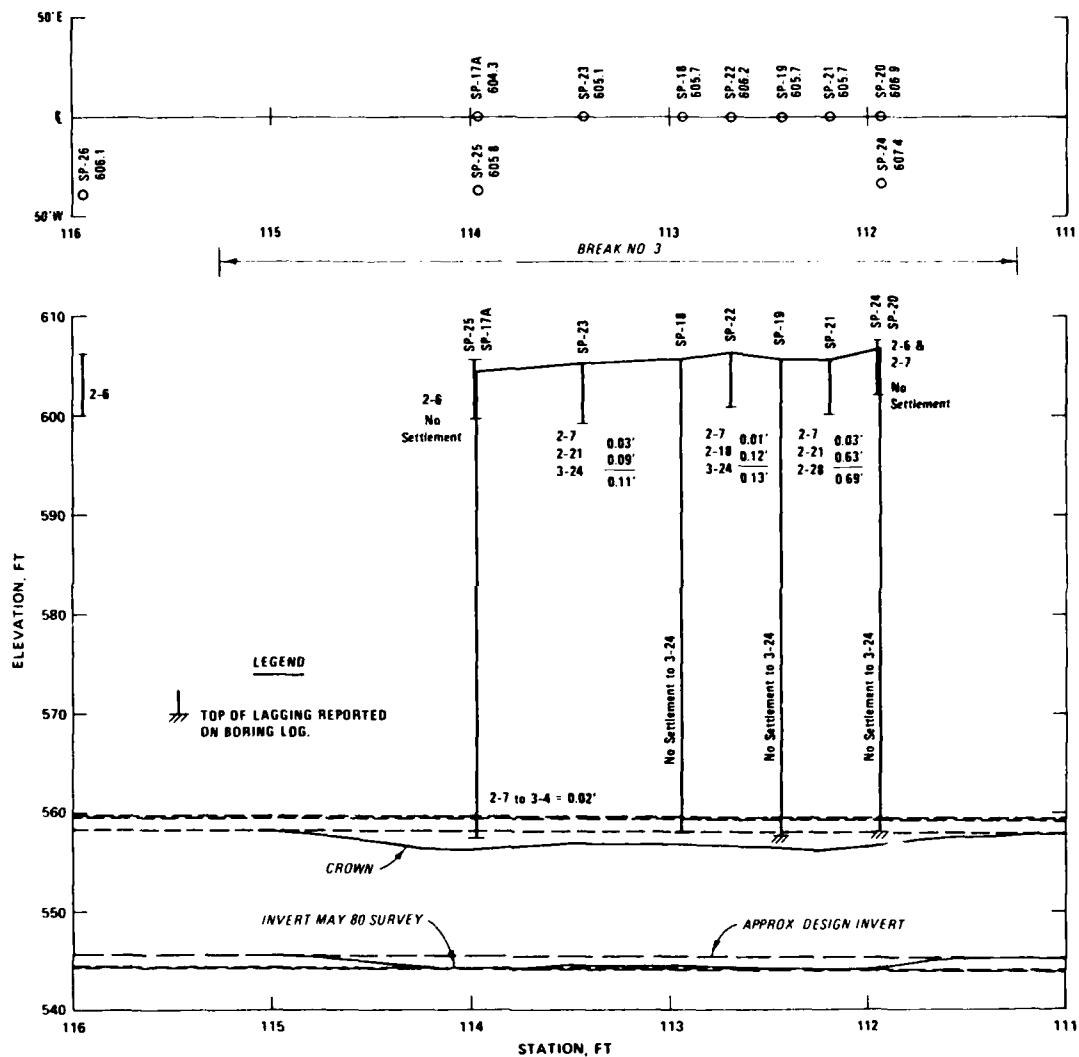 50'E
℄
50'W
SP-26
606.1
SP-17A
604.3
SP-25
605.8
SP-23
605.1
SP-18
605.7
SP-22
606.2
SP-19
605.7
SP-21
605.7
SP-20
606.9
SP-24
607.4
116 115 114 113 112 111
BREAK NO 3
ELEVATION, FT
610
600
590
580
570
560
550
540
2-6
SP-25
SP-17A
2-6
No
Settlement
SP-23
2-7 0.03'
2-21 0.09'
3-24 0.11'
SP-18
SP-22
2-7 0.01'
2-18 0.12'
3-24 0.13'
SP-19
SP-21
2-7 0.03'
2-21 0.63'
2-28 0.69'
SP-24
SP-20
2-6 &
2-7
No
Settlement
No Settlement to 3-24
No Settlement to 3-24
No Settlement to 3-24
LEGEND
TOP OF LAGGING REPORTED
ON BORING LOG.
2-7 to 3-4 = 0.02'
CROWN
INVERT MAY 80 SURVEY
APPROX DESIGN INVERT
116 115 114 113 112 111
STATION, FT